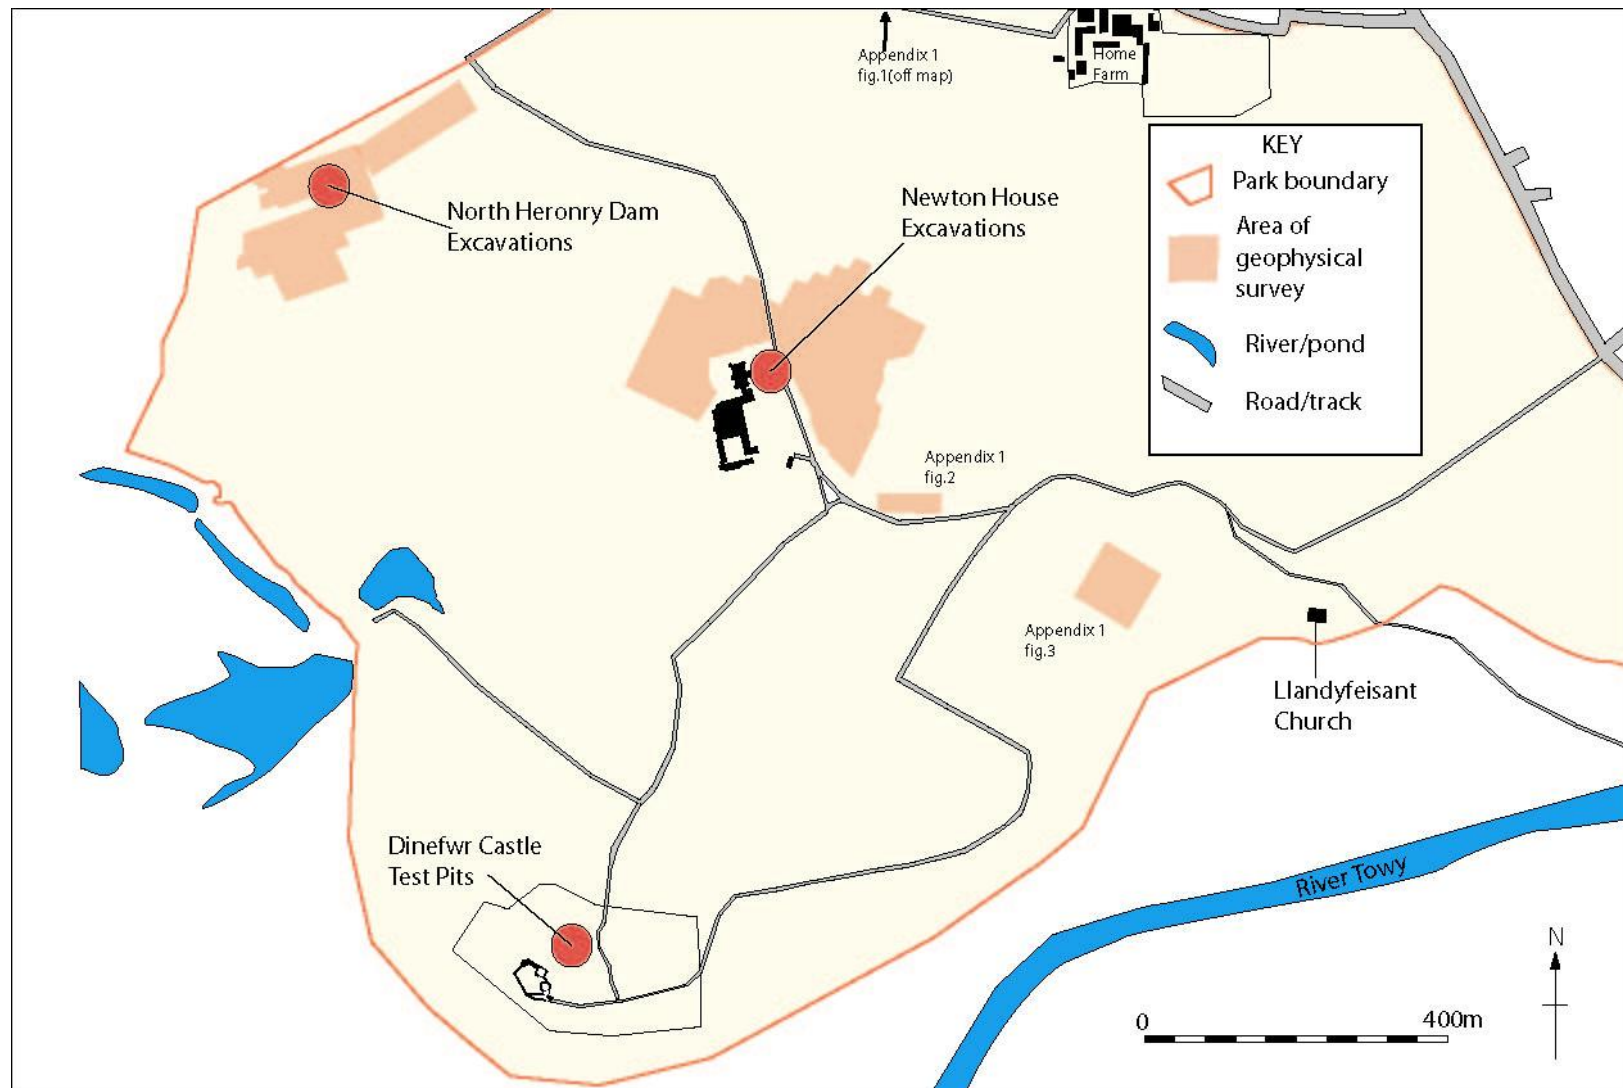 Appendix 1
fig.1(off map)
Home
Farm
KEY
Park boundary
Area of
geophysical
survey
River/pond
Road/track
North Heronry Dam
Excavations
Newton House
Excavations
Appendix 1
fig.2
Appendix 1
fig.3
Llandyfeisant
Church
Dinefwr Castle
Test Pits
River Towy
N
0
400m